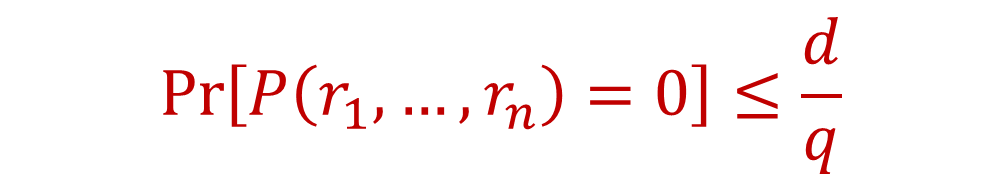 Pr[P(r₁, … , rₙ) = 0] ≤ d/q